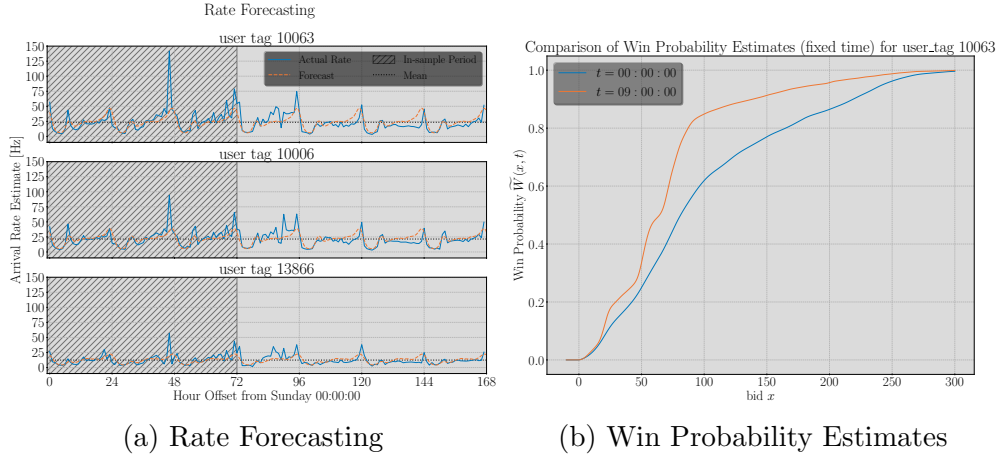 Rate Forecasting
user tag 10063
Actual Rate
In-sample Period
Forecast
Mean
150
125
100
75
50
25
0
user tag 10006
150
125
100
75
50
25
0
user tag 13866
150
125
100
75
50
25
0
Arrival Rate Estimate [Hz]
0 24 48 72 96 120 144 168
Hour Offset from Sunday 00:00:00
(a) Rate Forecasting
Comparison of Win Probability Estimates (fixed time) for user_tag 10063
t = 00 : 00 : 00
t = 09 : 00 : 00
1.0
0.8
0.6
0.4
0.2
0.0
Win Probability W̃(x, t)
0 50 100 150 200 250 300
bid x
(b) Win Probability Estimates